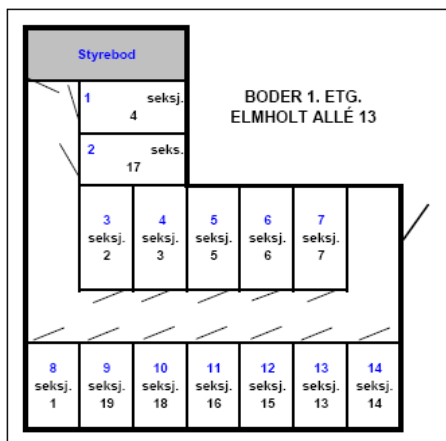 Styrebod
BODER 1. ETG.
ELMHOLT ALLÉ 13
1 seksj.
4
2 seks.
17
3 4 5 6 7
seksj. seksj. seksj. seksj. seksj.
2 3 5 6 7
8 9 10 11 12 13 14
seksj. seksj. seksj. seksj. seksj. seksj. seksj.
1 19 18 16 15 13 14